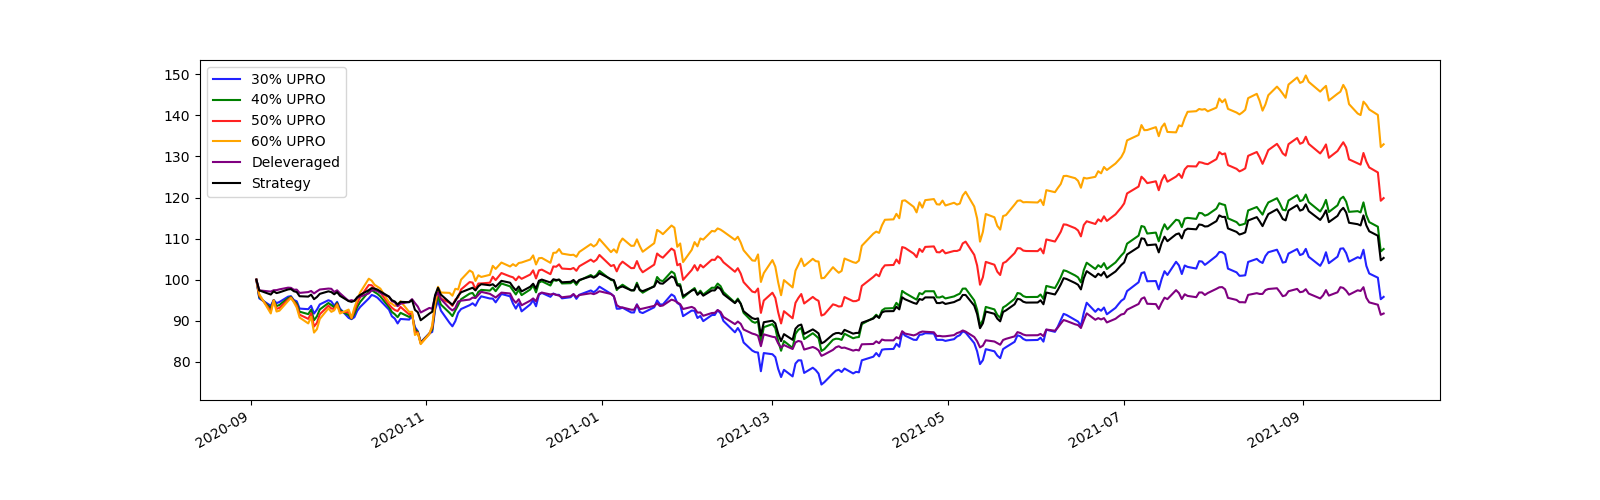 150
140
130
120
110
100
90
80
30% UPRO
40% UPRO
50% UPRO
60% UPRO
Deleveraged
Strategy
2020-09
2020-11
2021-01
2021-03
2021-05
2021-07
2021-09